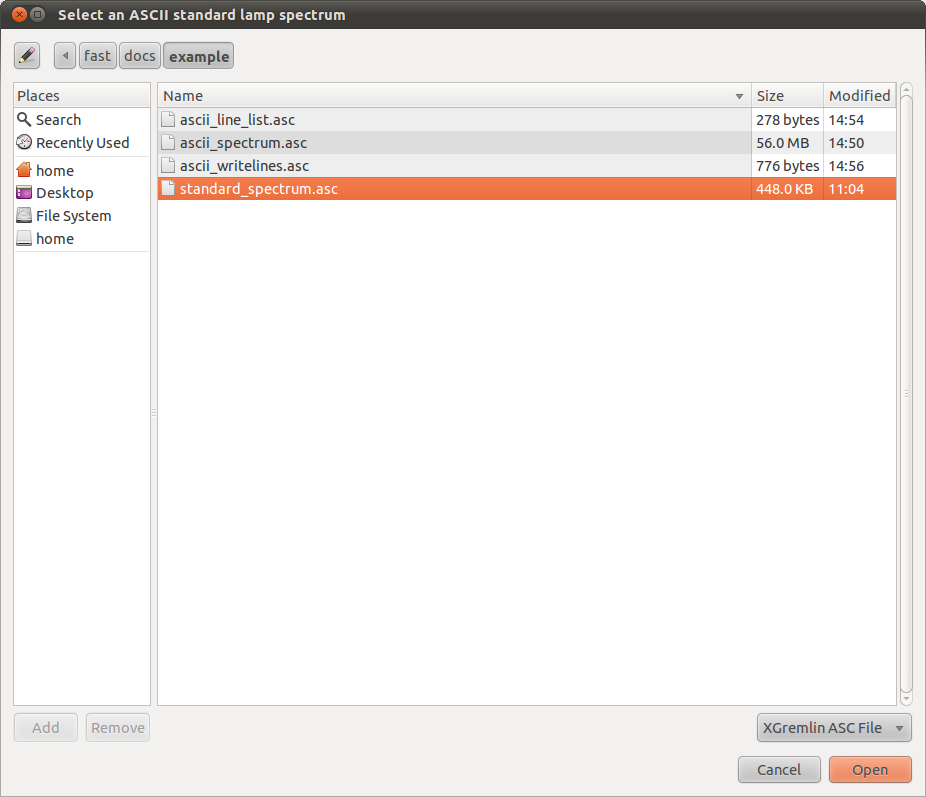 Select an ASCII standard lamp spectrum
fast docs example
Places
Search
Recently Used
home
Desktop
File System
home
Name Size Modified
ascii_line_list.asc 278 bytes 14:54
ascii_spectrum.asc 56.0 MB 14:50
ascii_writelines.asc 776 bytes 14:56
standard_spectrum.asc 448.0 KB 11:04
Add Remove
XGremlin ASC File
Cancel Open